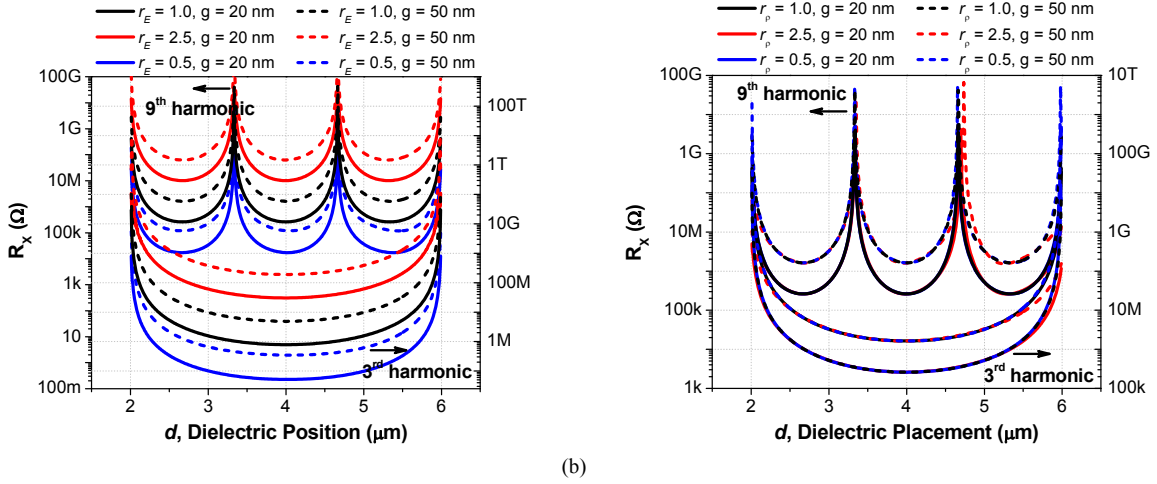 r_E = 1.0, g = 20 nm r_E = 1.0, g = 50 nm
r_E = 2.5, g = 20 nm r_E = 2.5, g = 50 nm
r_E = 0.5, g = 20 nm r_E = 0.5, g = 50 nm
100G
1G
10M
100k
1k
10
100m
R_X (Ω)
9th harmonic
3rd harmonic
100T
1T
10G
100M
1M
2 3 4 5 6
d, Dielectric Position (μm)
r_ρ = 1.0, g = 20 nm r_ρ = 1.0, g = 50 nm
r_ρ = 2.5, g = 20 nm r_ρ = 2.5, g = 50 nm
r_ρ = 0.5, g = 20 nm r_ρ = 0.5, g = 50 nm
100G
1G
10M
100k
1k
R_X (Ω)
9th harmonic
3rd harmonic
10T
100G
1G
10M
100k
2 3 4 5 6
d, Dielectric Placement (μm)
(b)